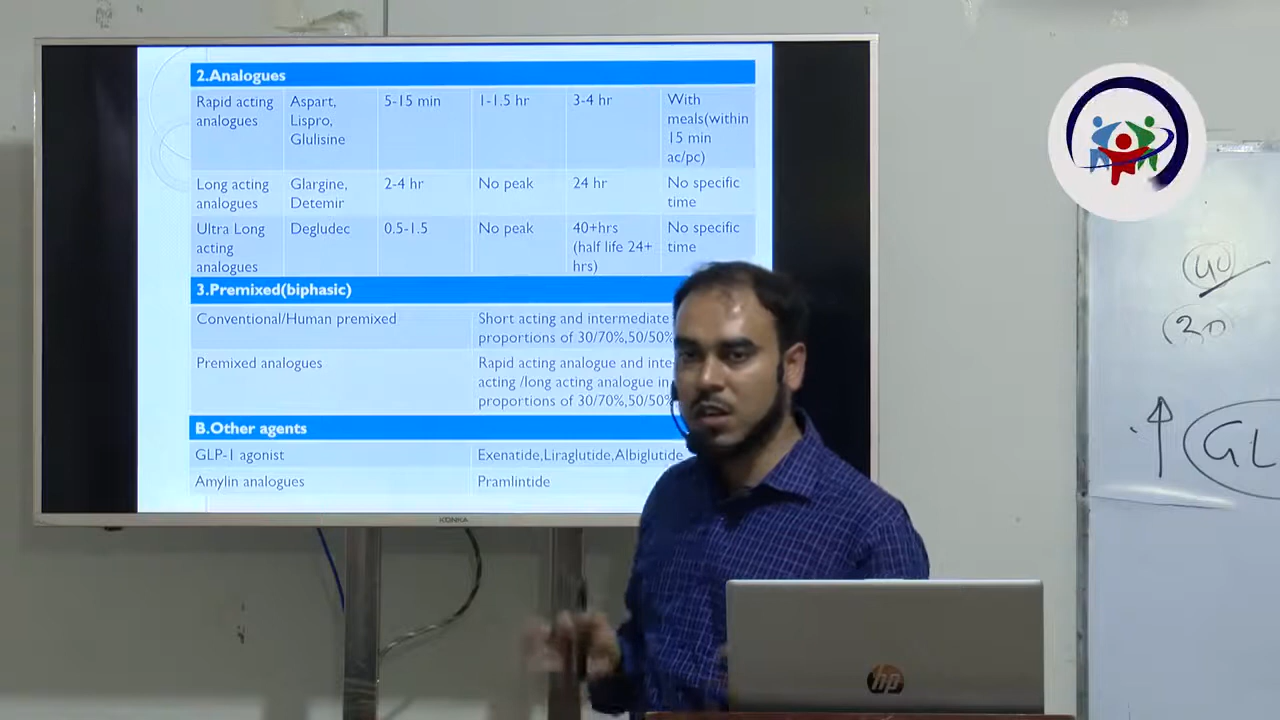 2.Analogues
Rapid acting analogues Aspart, Lispro, Glulisine 5-15 min 1-1.5 hr 3-4 hr With meals(within 15 min ac/pc)
Long acting analogues Glargine, Detemir 2-4 hr No peak 24 hr No specific time
Ultra Long acting analogues Degludec 0.5-1.5 No peak 40+hrs (half life 24+ hrs) No specific time
3.Premixed(biphasic)
Conventional/Human premixed Short acting and intermediate
proportions of 30/70%,50/50%
Premixed analogues Rapid acting analogue and inte
acting /long acting analogue in
proportions of 30/70%,50/50%
B.Other agents
GLP-1 agonist Exenatide,Liraglutide,Albiglutide
Amylin analogues Pramlintide
KONKA
hp
40
30
GL